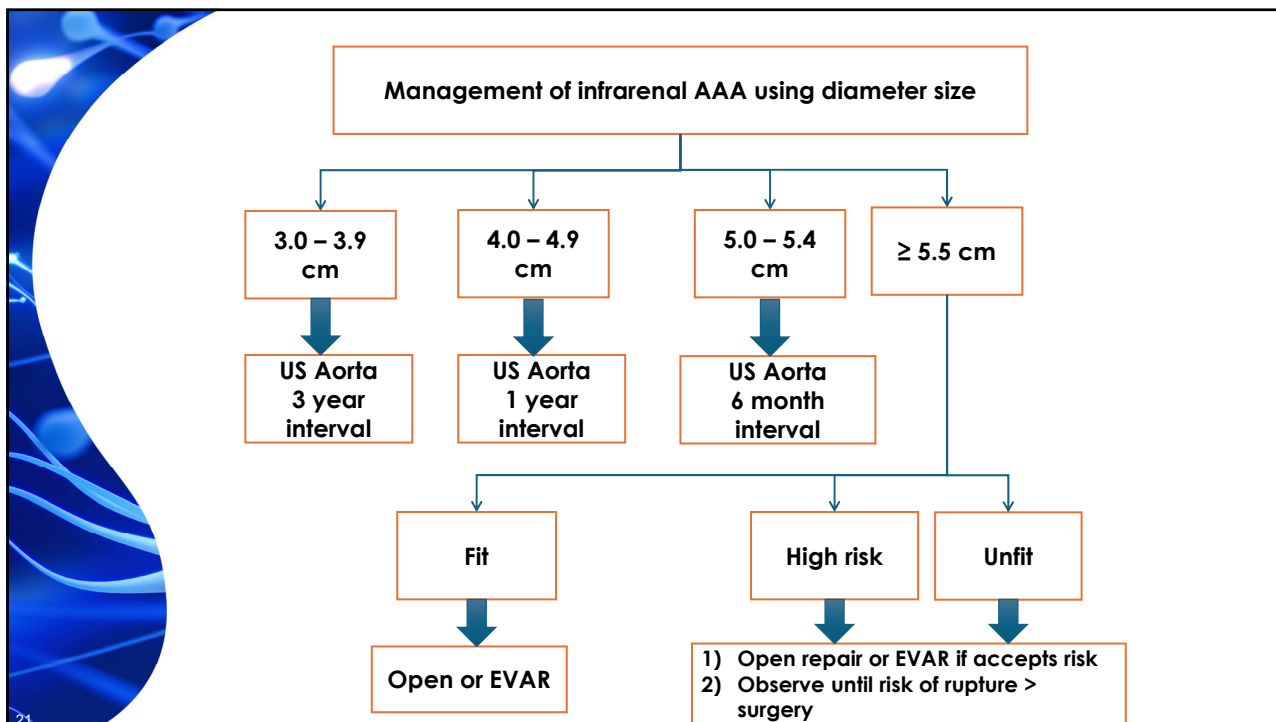 Management of infrarenal AAA using diameter size
3.0 – 3.9
cm
4.0 – 4.9
cm
5.0 – 5.4
cm
≥ 5.5 cm
US Aorta
3 year
interval
US Aorta
1 year
interval
US Aorta
6 month
interval
Fit
High risk
Unfit
Open or EVAR
1) Open repair or EVAR if accepts risk
2) Observe until risk of rupture >
surgery
21